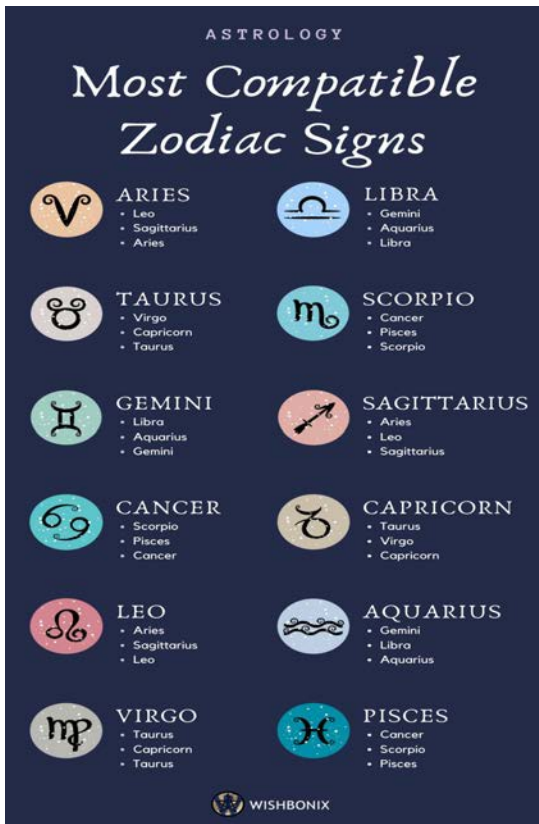 ASTROLOGY
Most Compatible
Zodiac Signs
ARIES
• Leo
• Sagittarius
• Aries
LIBRA
• Gemini
• Aquarius
• Libra
TAURUS
• Virgo
• Capricorn
• Taurus
SCORPIO
• Cancer
• Pisces
• Scorpio
GEMINI
• Libra
• Aquarius
• Gemini
SAGITTARIUS
• Aries
• Leo
• Sagittarius
CANCER
• Scorpio
• Pisces
• Cancer
CAPRICORN
• Taurus
• Virgo
• Capricorn
LEO
• Aries
• Sagittarius
• Leo
AQUARIUS
• Gemini
• Libra
• Aquarius
VIRGO
• Taurus
• Capricorn
• Taurus
PISCES
• Cancer
• Scorpio
• Pisces
WISHBONIX